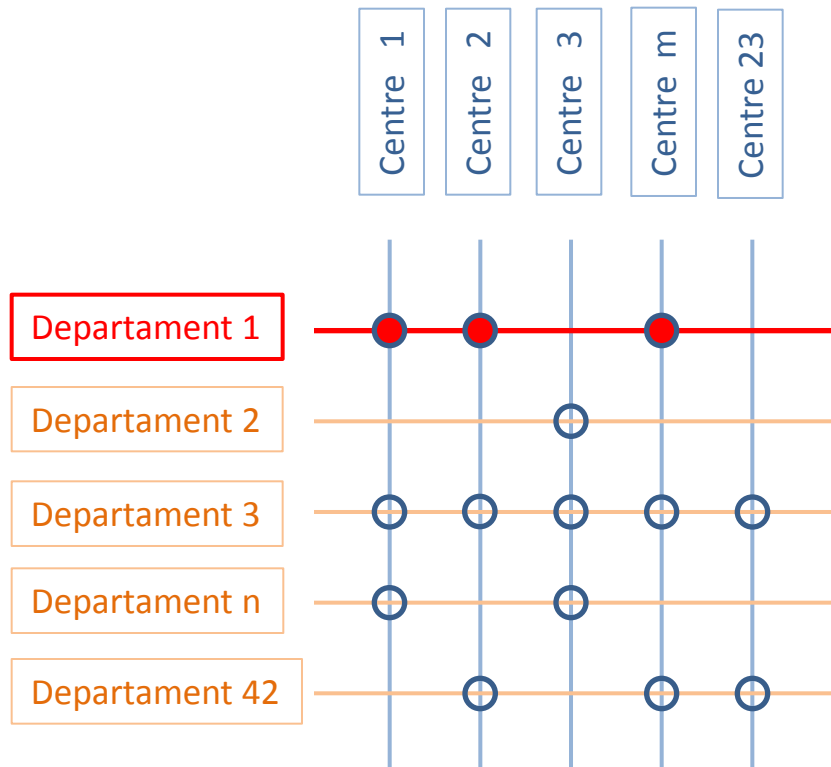 Centre 1
Centre 2
Centre 3
Centre m
Centre 23
Departament 1
Departament 2
Departament 3
Departament n
Departament 42